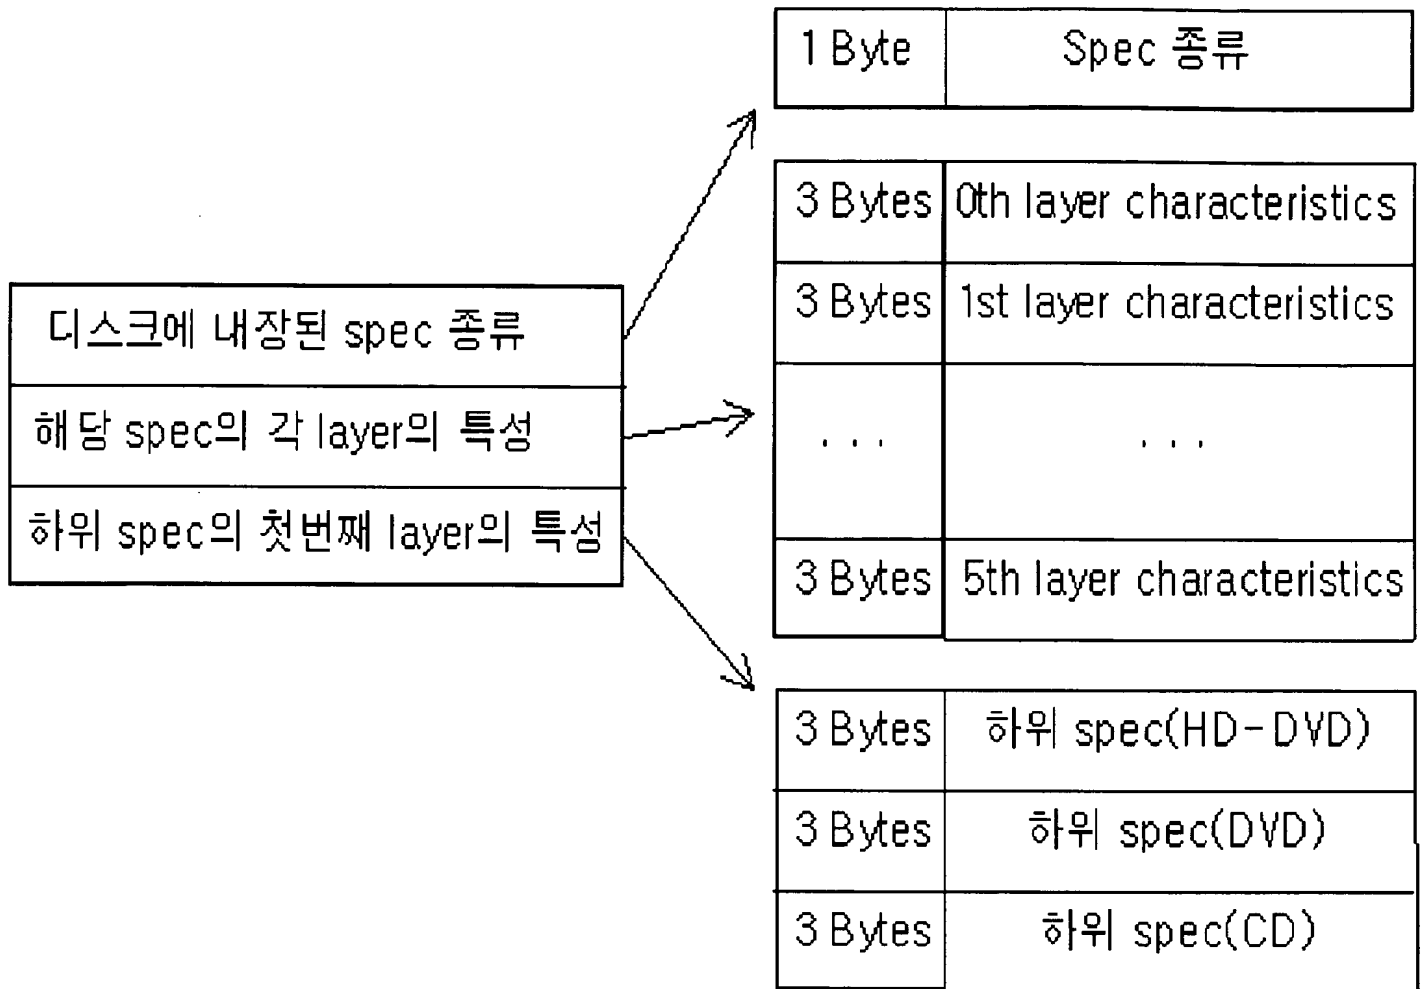 디스크에 내장된 spec 종류
해당 spec의 각 layer의 특성
하위 spec의 첫번째 layer의 특성
1 Byte Spec 종류
3 Bytes 0th layer characteristics
3 Bytes 1st layer characteristics
... ...
3 Bytes 5th layer characteristics
3 Bytes 하위 spec(HD-DVD)
3 Bytes 하위 spec(DVD)
3 Bytes 하위 spec(CD)